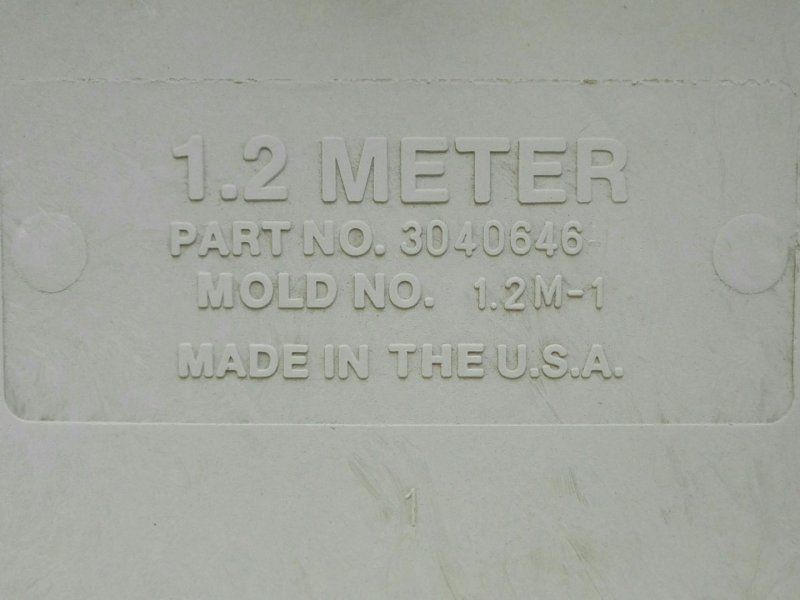 1.2 METER
PART NO. 3040646
MOLD NO. 1.2M-1
MADE IN THE U.S.A.
1